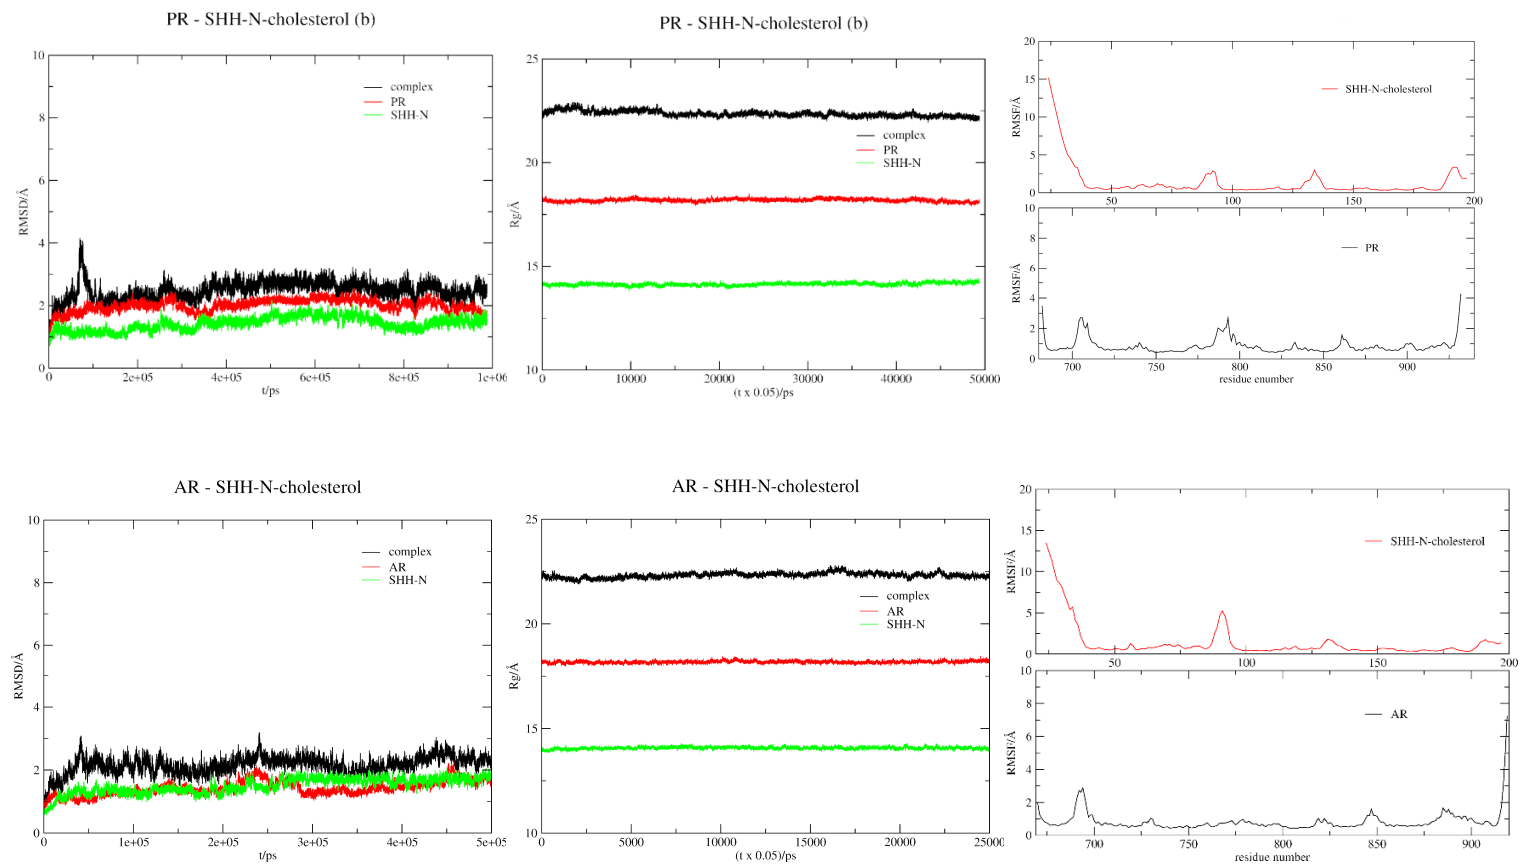 PR - SHH-N-cholesterol (b)
10
8
6
4
2
0
RMSD/Å
complex
PR
SHH-N
0
2e+05
4e+05
6e+05
8e+05
t/ps
PR - SHH-N-cholesterol (b)
25
20
15
10
Rg/Å
complex
PR
SHH-N
0
10000
20000
30000
40000
50000
(t x 0.05)/ps
20
15
10
5
0
RMSF/Å
SHH-N-cholesterol
50
100
150
200
10
8
6
4
2
0
RMSF/Å
PR
700
750
800
850
900
residue enumber
AR - SHH-N-cholesterol
10
8
6
4
2
0
RMSD/Å
complex
AR
SHH-N
0
1e+05
2e+05
3e+05
4e+05
5e+05
t/ps
AR - SHH-N-cholesterol
25
20
15
10
Rg/Å
complex
AR
SHH-N
0
5000
10000
15000
20000
25000
(t x 0.05)/ps
20
15
10
5
0
RMSF/Å
SHH-N-cholesterol
50
100
150
200
10
8
6
4
2
0
RMSF/Å
AR
700
750
800
850
900
residue number